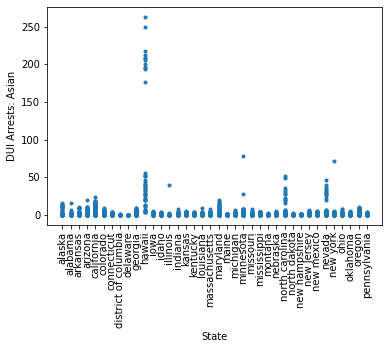 DUI Arrests: Asian
250
200
150
100
50
0
alaska
alabama
arkansas
arizona
california
colorado
connecticut
district of columbia
delaware
georgia
hawaii
iowa
idaho
illinois
indiana
kansas
kentucky
louisiana
massachusetts
maryland
maine
michigan
minnesota
missouri
mississippi
montana
nebraska
north carolina
north dakota
new hampshire
new jersey
new mexico
nevada
new york
ohio
oklahoma
oregon
pennsylvania
State